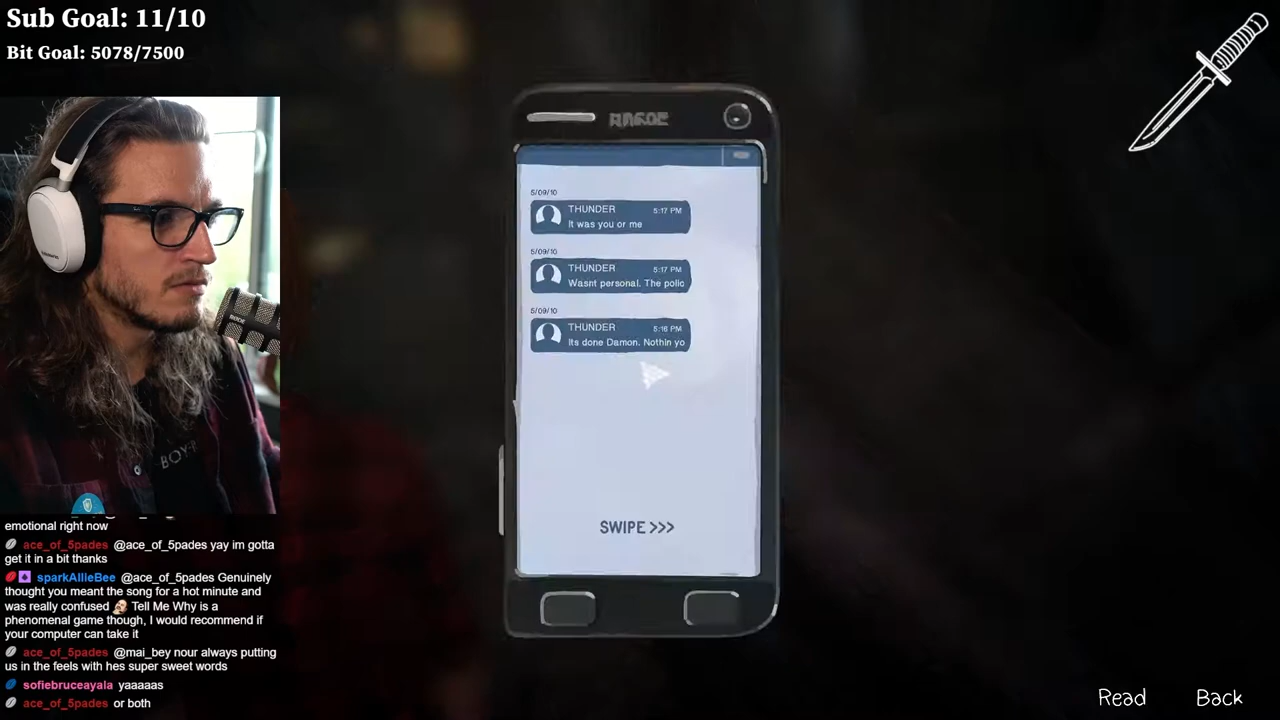 Sub Goal: 11/10
Bit Goal: 5078/7500
5/09/10
THUNDER 5:17 PM
It was you or me
5/09/10
THUNDER 5:17 PM
Wasnt personal. The polic
5/09/10
THUNDER 5:16 PM
Its done Damon. Nothin yo
SWIPE >>>
BOY
emotional right now
ace_of_5pades @ace_of_5pades yay im gotta
get it in a bit thanks
sparkAllieBee @ace_of_5pades Genuinely
thought you meant the song for a hot minute and
was really confused Tell Me Why is a
phenomenal game though, I would recommend if
your computer can take it
ace_of_5pades @mai_bey nour always putting
us in the feels with hes super sweet words
sofiebruceayala yaaaaas
ace_of_5pades or both
Read Back